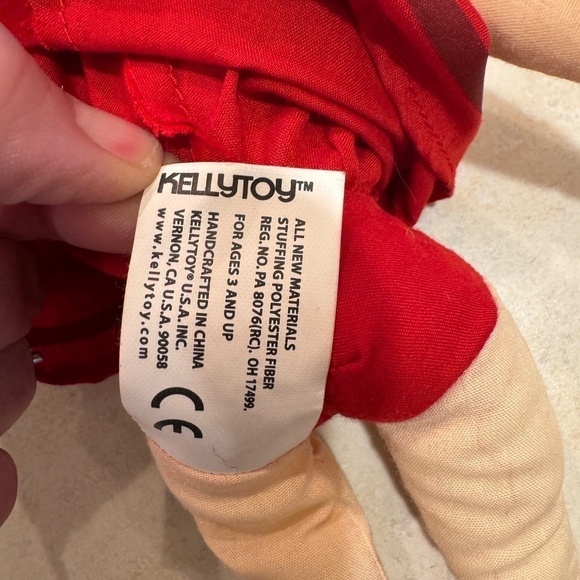 KELLYTOY™
ALL NEW MATERIALS
STUFFING POLYESTER FIBER
REG. NO. PA 8076(RC). OH 17499.
FOR AGES 3 AND UP
HANDCRAFTED IN CHINA
KELLYTOY® U.S.A. INC.
VERNON, CA U.S.A. 90058
www.kellytoy.com
CE